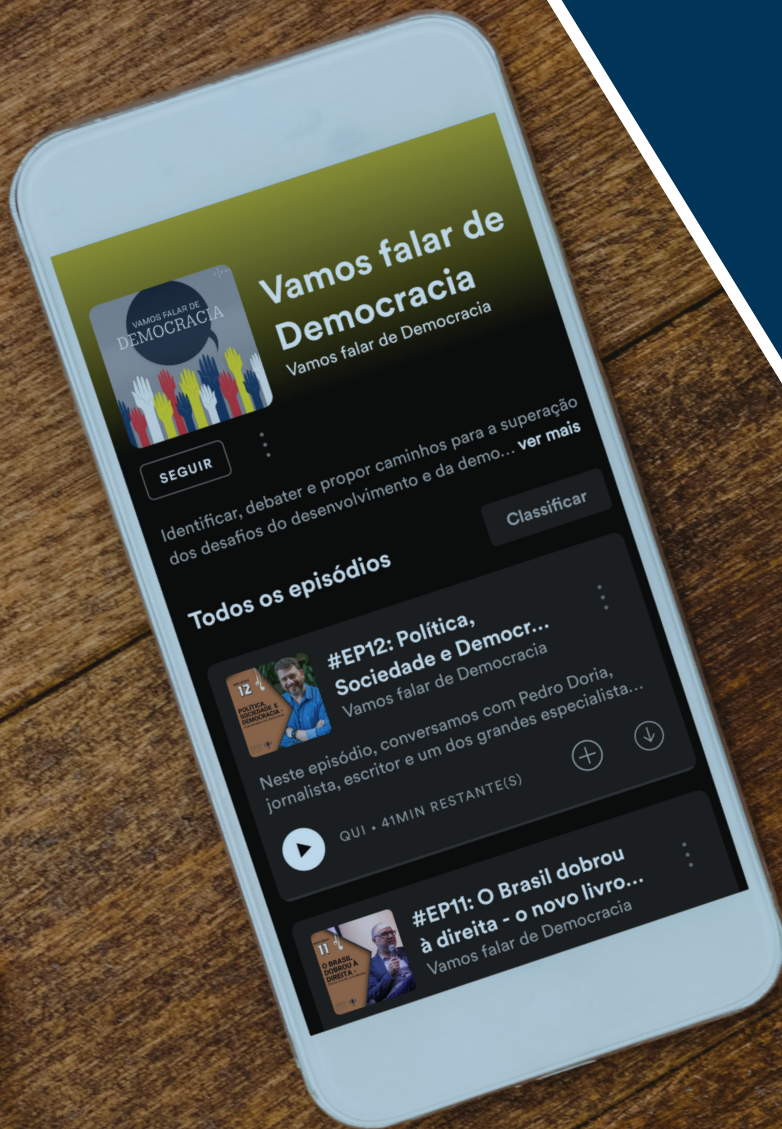 Vamos falar de
Democracia
Vamos falar de Democracia
VAMOS FALAR DE
DEMOCRACIA
SEGUIR
Identificar, debater e propor caminhos para a superação
dos desafios do desenvolvimento e da demo... ver mais
Classificar
Todos os episódios
#EP12: Política,
Sociedade e Democr...
Vamos falar de Democracia
12
POLÍTICA,
SOCIEDADE E
DEMOCRACIA -
Neste episódio, conversamos com Pedro Doria,
jornalista, escritor e um dos grandes especialista...
QUI • 41MIN RESTANTE(S)
#EP11: O Brasil dobrou
à direita - o novo livro...
Vamos falar de Democracia
11
O BRASIL
DOBROU À
DIREITA -